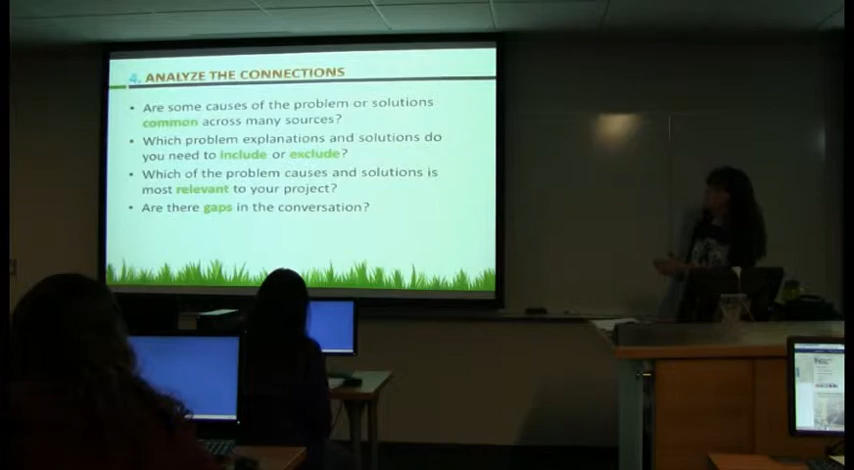 4. ANALYZE THE CONNECTIONS
• Are some causes of the problem or solutions
common across many sources?
• Which problem explanations and solutions do
you need to include or exclude?
• Which of the problem causes and solutions is
most relevant to your project?
• Are there gaps in the conversation?